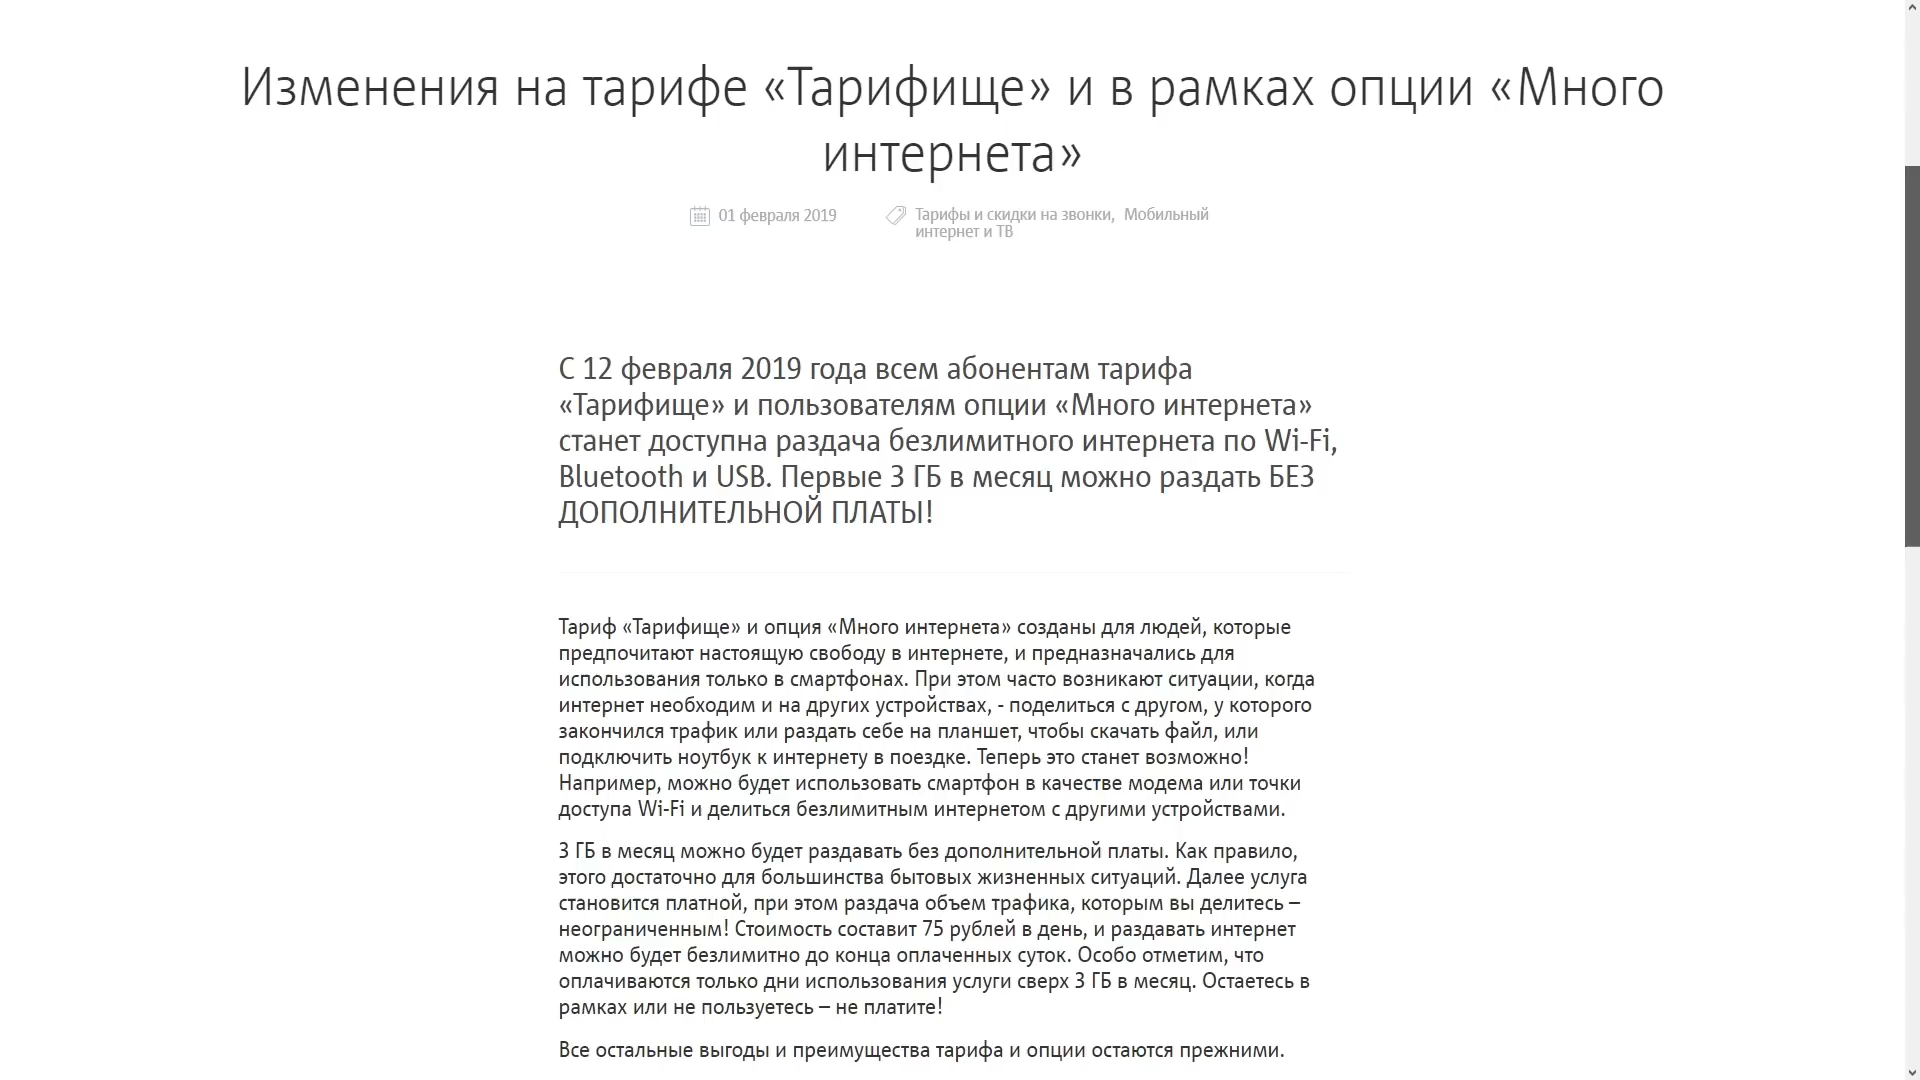 Изменения на тарифе «Тарифище» и в рамках опции «Много
интернета»
01 февраля 2019
Тарифы и скидки на звонки, Мобильный
интернет и ТВ
С 12 февраля 2019 года всем абонентам тарифа
«Тарифище» и пользователям опции «Много интернета»
станет доступна раздача безлимитного интернета по Wi-Fi,
Bluetooth и USB. Первые 3 ГБ в месяц можно раздать БЕЗ
ДОПОЛНИТЕЛЬНОЙ ПЛАТЫ!
Тариф «Тарифище» и опция «Много интернета» созданы для людей, которые
предпочитают настоящую свободу в интернете, и предназначались для
использования только в смартфонах. При этом часто возникают ситуации, когда
интернет необходим и на других устройствах, - поделиться с другом, у которого
закончился трафик или раздать себе на планшет, чтобы скачать файл, или
подключить ноутбук к интернету в поездке. Теперь это станет возможно!
Например, можно будет использовать смартфон в качестве модема или точки
доступа Wi-Fi и делиться безлимитным интернетом с другими устройствами.
3 ГБ в месяц можно будет раздавать без дополнительной платы. Как правило,
этого достаточно для большинства бытовых жизненных ситуаций. Далее услуга
становится платной, при этом раздача объем трафика, которым вы делитесь –
неограниченным! Стоимость составит 75 рублей в день, и раздавать интернет
можно будет безлимитно до конца оплаченных суток. Особо отметим, что
оплачиваются только дни использования услуги сверх 3 ГБ в месяц. Остаетесь в
рамках или не пользуетесь – не платите!
Все остальные выгоды и преимущества тарифа и опции остаются прежними.